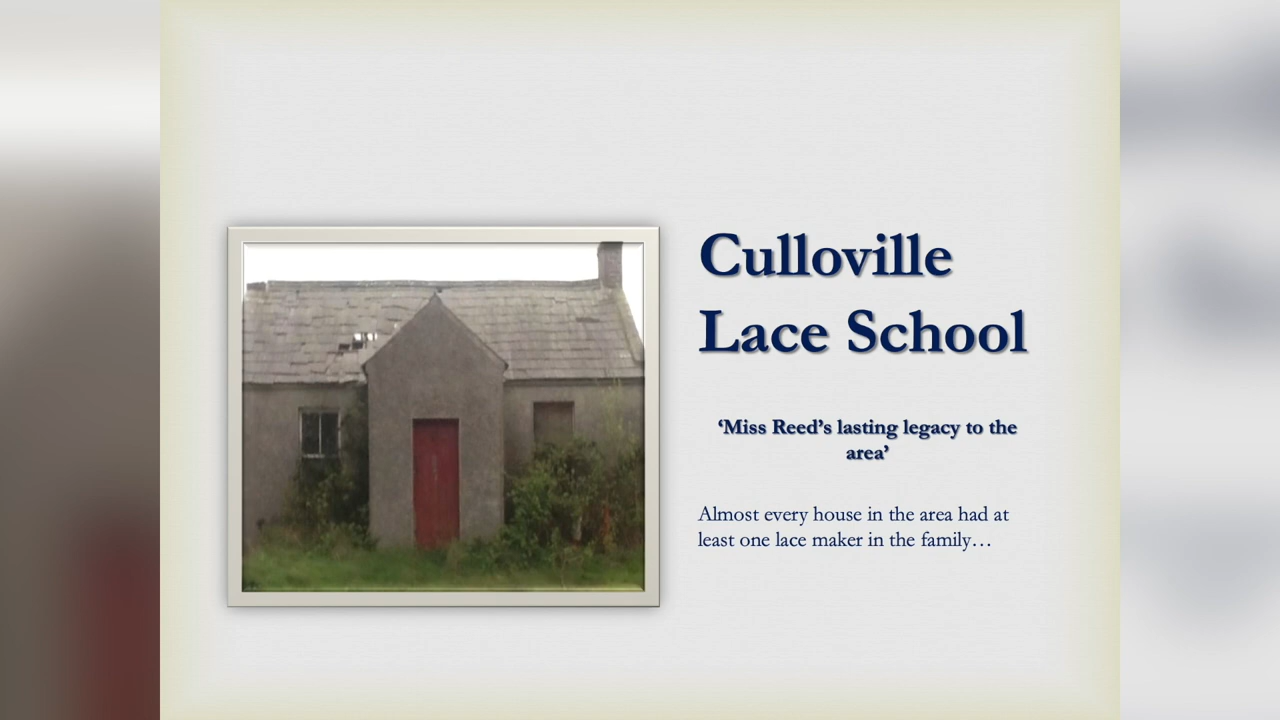 Culloville
Lace School
‘Miss Reed’s lasting legacy to the
area’
Almost every house in the area had at
least one lace maker in the family…